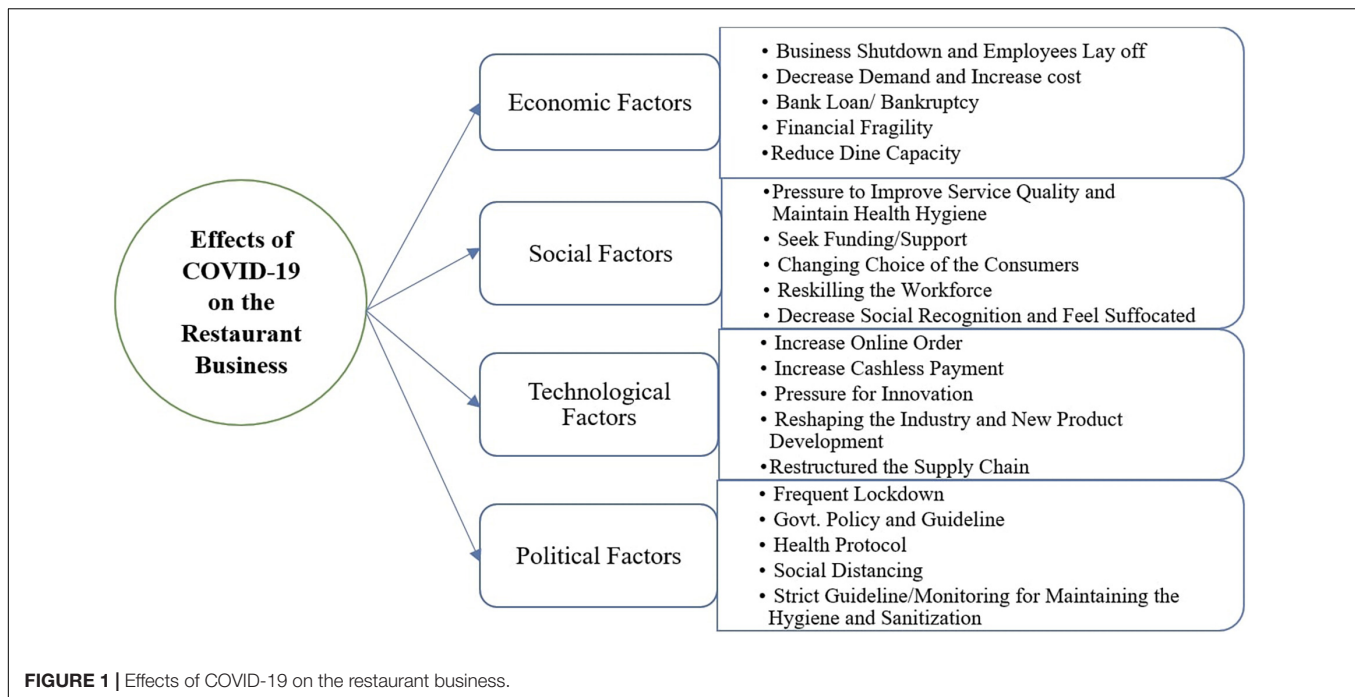 Effects of
COVID-19
on the
Restaurant
Business
Economic Factors
• Business Shutdown and Employees Lay off
• Decrease Demand and Increase cost
• Bank Loan/ Bankruptcy
• Financial Fragility
•Reduce Dine Capacity
Social Factors
•Pressure to Improve Service Quality and
Maintain Health Hygiene
• Seek Funding/Support
• Changing Choice of the Consumers
• Reskilling the Workforce
• Decrease Social Recognition and Feel Suffocated
Technological
Factors
• Increase Online Order
• Increase Cashless Payment
• Pressure for Innovation
• Reshaping the Industry and New Product
Development
•Restructured the Supply Chain
Political Factors
• Frequent Lockdown
• Govt. Policy and Guideline
• Health Protocol
• Social Distancing
• Strict Guideline/Monitoring for Maintaining the
Hygiene and Sanitization
FIGURE 1 | Effects of COVID-19 on the restaurant business.